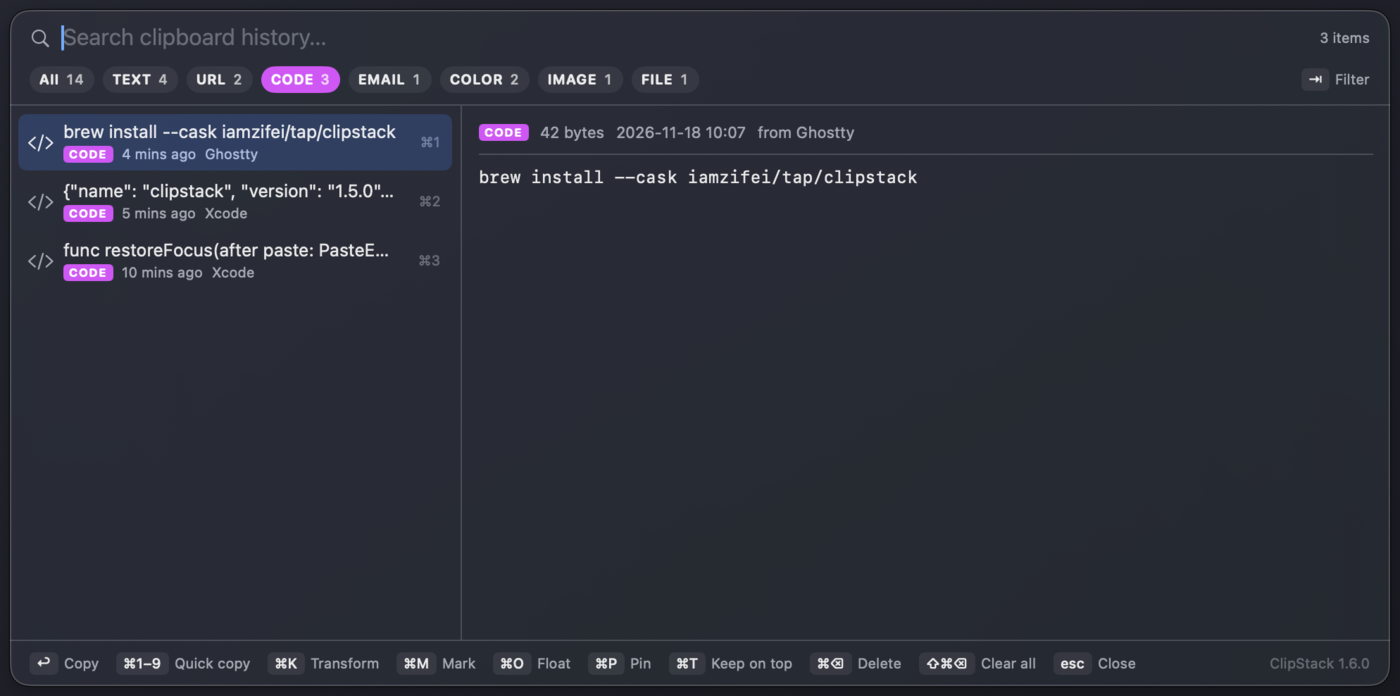 Search clipboard history...
3 items
All 14 TEXT 4 URL 2 CODE 3 EMAIL 1 COLOR 2 IMAGE 1 FILE 1
⇥ Filter
</> brew install --cask iamzifei/tap/clipstack ⌘1
CODE 4 mins ago Ghostty
</> {"name": "clipstack", "version": "1.5.0"... ⌘2
CODE 5 mins ago Xcode
</> func restoreFocus(after paste: PasteE... ⌘3
CODE 10 mins ago Xcode
CODE 42 bytes 2026-11-18 10:07 from Ghostty
brew install --cask iamzifei/tap/clipstack
↩ Copy ⌘1–9 Quick copy ⌘K Transform ⌘M Mark ⌘O Float ⌘P Pin ⌘T Keep on top ⌘⌫ Delete ⇧⌘⌫ Clear all esc Close
ClipStack 1.6.0